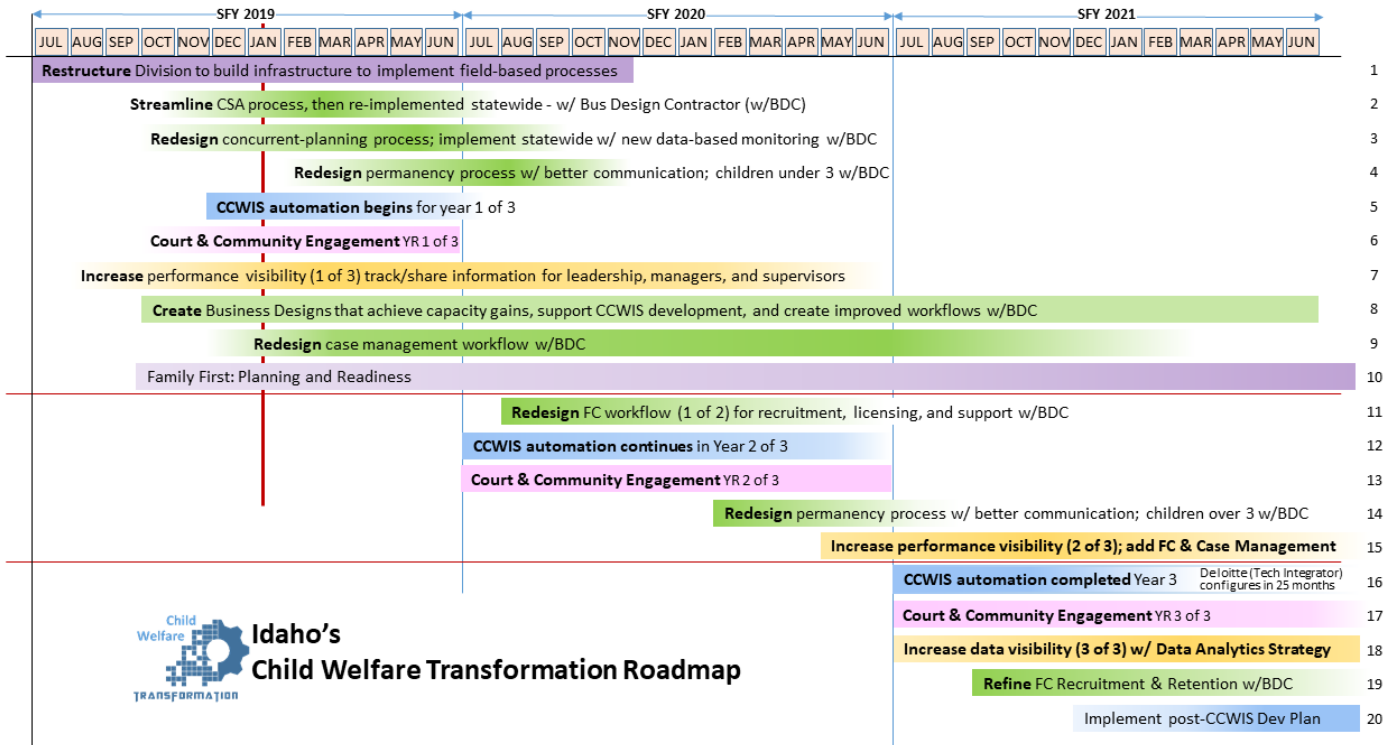 SFY 2019 SFY 2020 SFY 2021
JUL AUG SEP OCT NOV DEC JAN FEB MAR APR MAY JUN JUL AUG SEP OCT NOV DEC JAN FEB MAR APR MAY JUN JUL AUG SEP OCT NOV DEC JAN FEB MAR APR MAY JUN
Restructure Division to build infrastructure to implement field-based processes 1
Streamline CSA process, then re-implemented statewide - w/ Bus Design Contractor (w/BDC) 2
Redesign concurrent-planning process; implement statewide w/ new data-based monitoring w/BDC 3
Redesign permanency process w/ better communication; children under 3 w/BDC 4
CCWIS automation begins for year 1 of 3 5
Court & Community Engagement YR 1 of 3 6
Increase performance visibility (1 of 3) track/share information for leadership, managers, and supervisors 7
Create Business Designs that achieve capacity gains, support CCWIS development, and create improved workflows w/BDC 8
Redesign case management workflow w/BDC 9
Family First: Planning and Readiness 10
Redesign FC workflow (1 of 2) for recruitment, licensing, and support w/BDC 11
CCWIS automation continues in Year 2 of 3 12
Court & Community Engagement YR 2 of 3 13
Redesign permanency process w/ better communication; children over 3 w/BDC 14
Increase performance visibility (2 of 3); add FC & Case Management 15
CCWIS automation completed Year 3 Deloitte (Tech Integrator) 16
configures in 25 months
Court & Community Engagement YR 3 of 3 17
Increase data visibility (3 of 3) w/ Data Analytics Strategy 18
Refine FC Recruitment & Retention w/BDC 19
Implement post-CCWIS Dev Plan 20
Child
Welfare
TRANSFORMATION
Idaho's
Child Welfare Transformation Roadmap